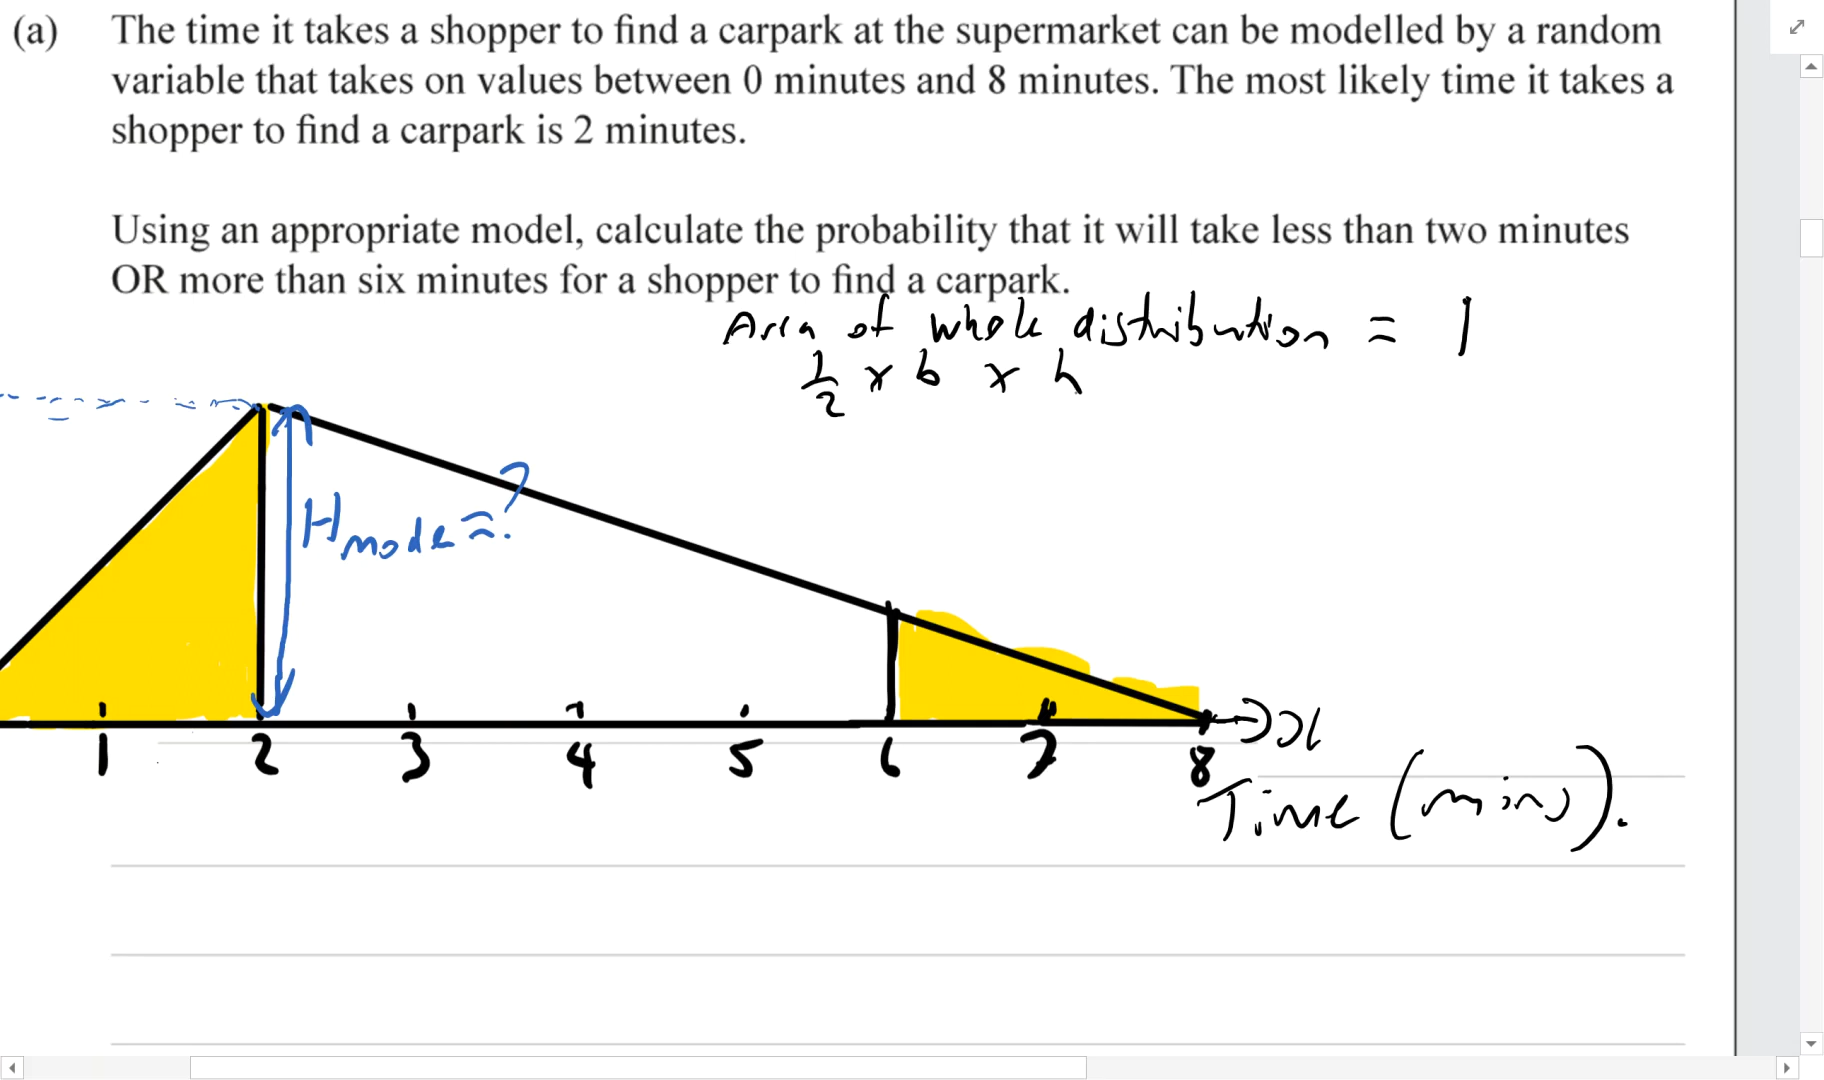 (a) The time it takes a shopper to find a carpark at the supermarket can be modelled by a random
variable that takes on values between 0 minutes and 8 minutes. The most likely time it takes a
shopper to find a carpark is 2 minutes.
Using an appropriate model, calculate the probability that it will take less than two minutes
OR more than six minutes for a shopper to find a carpark.
Area of whole distribution = 1
1/2 x b x h
H mode = ?
1 2 3 4 5 6 7 8 x
Time (mins).